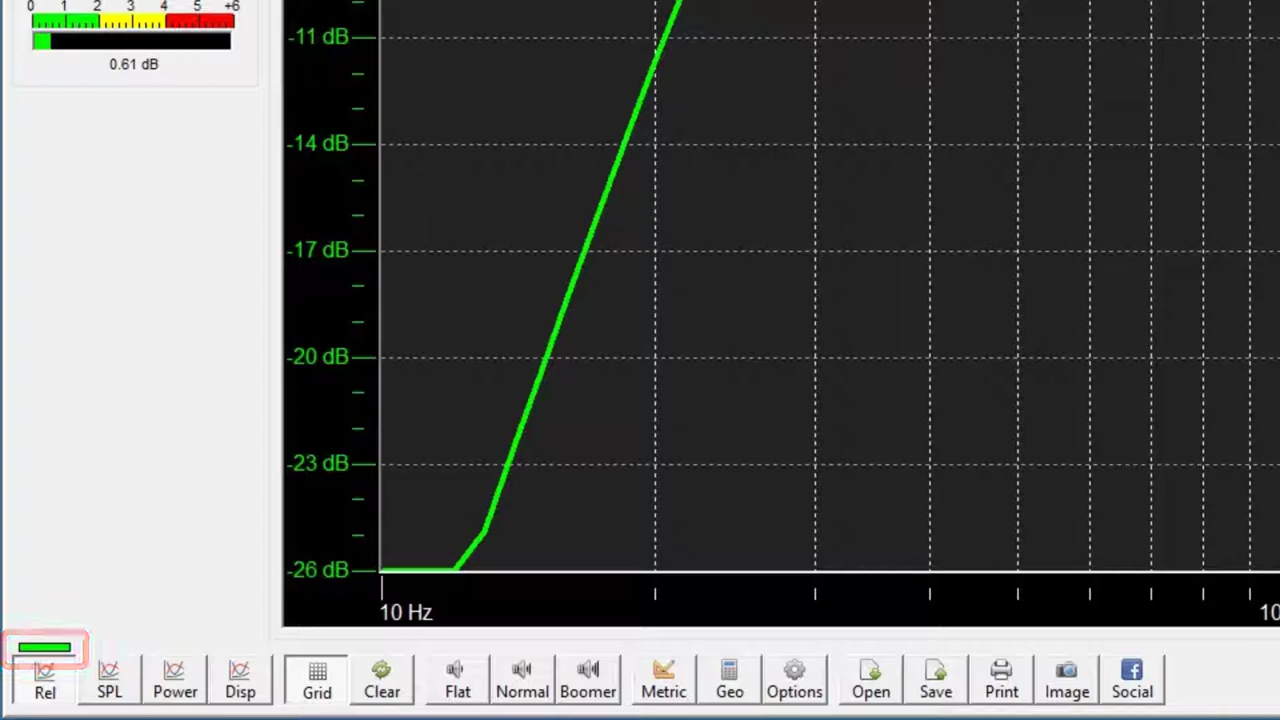 0 1 2 3 4 5 +6
0.61 dB
-11 dB
-14 dB
-17 dB
-20 dB
-23 dB
-26 dB
10 Hz 10
Rel SPL Power Disp Grid Clear Flat Normal Boomer Metric Geo Options Open Save Print Image Social